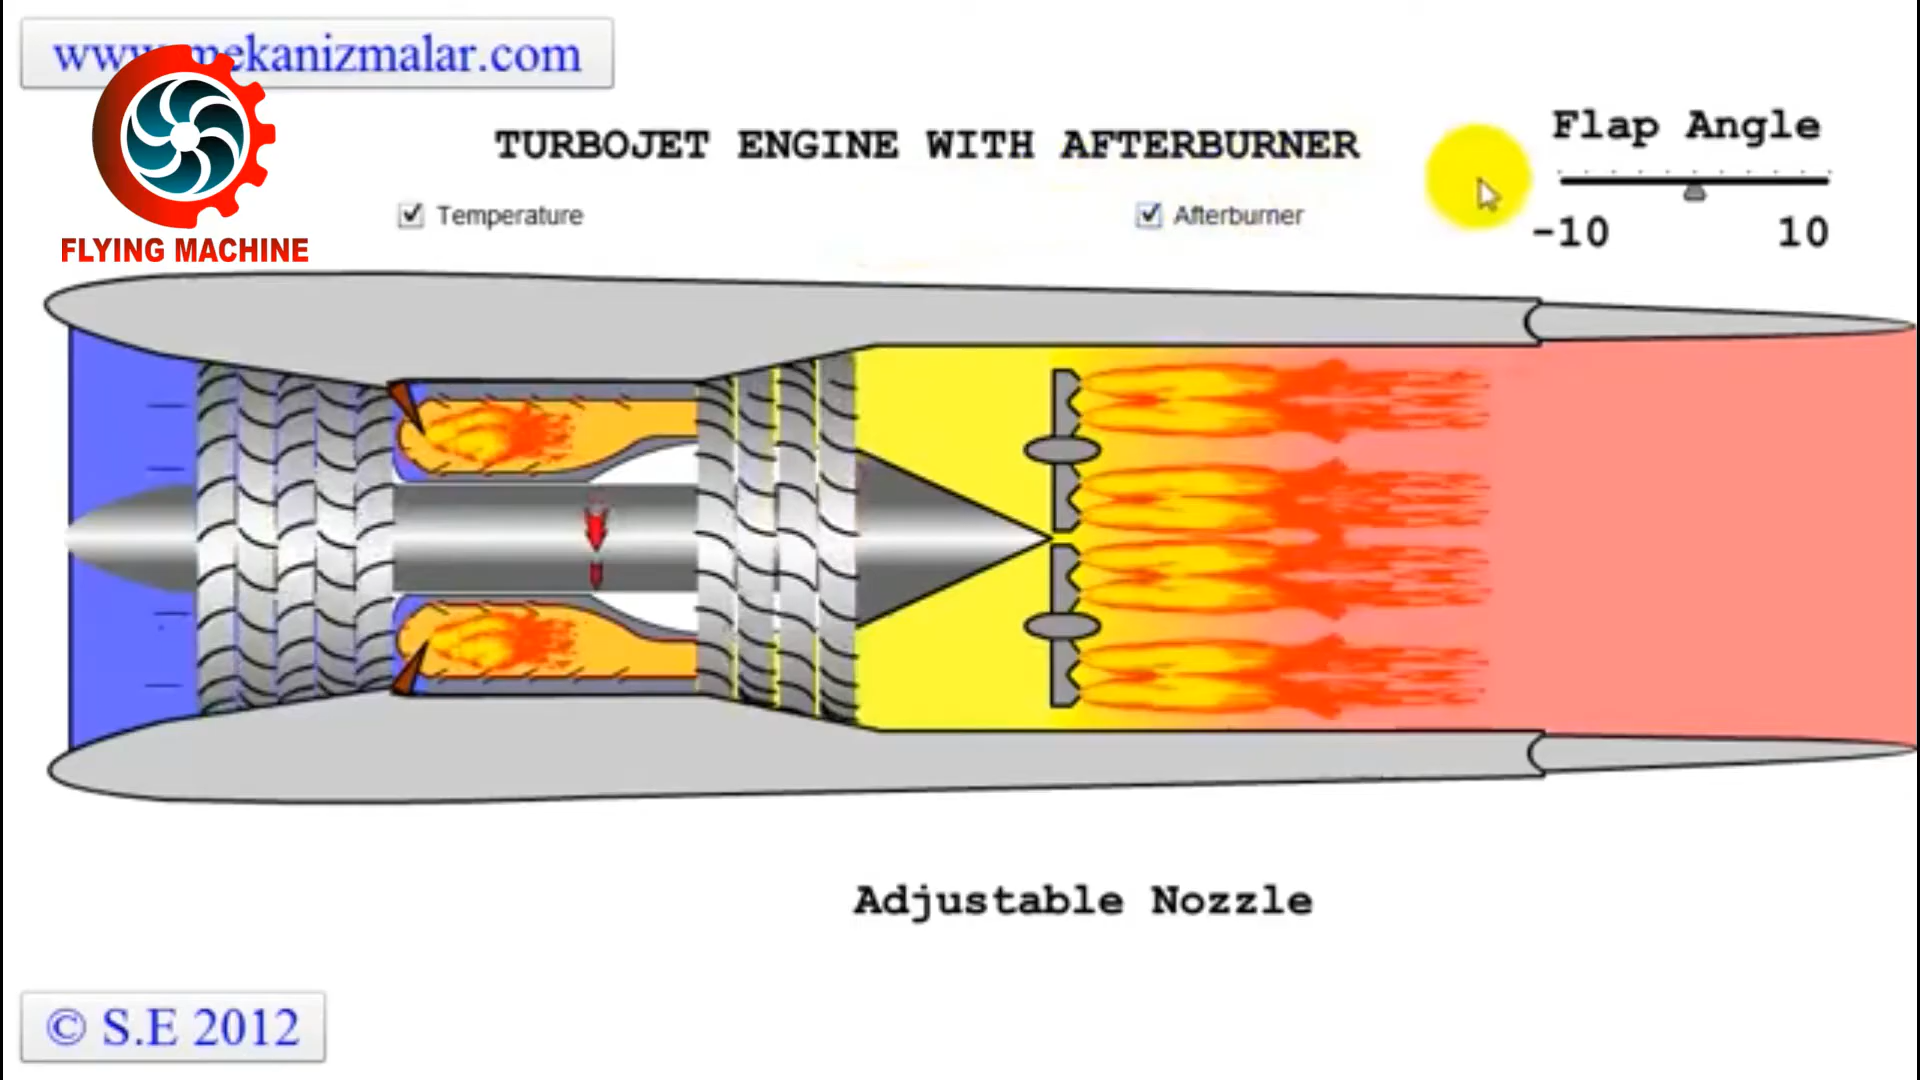 www.mekanizmalar.com
FLYING MACHINE
TURBOJET ENGINE WITH AFTERBURNER
Temperature
Afterburner
Flap Angle
-10 10
Adjustable Nozzle
© S.E 2012